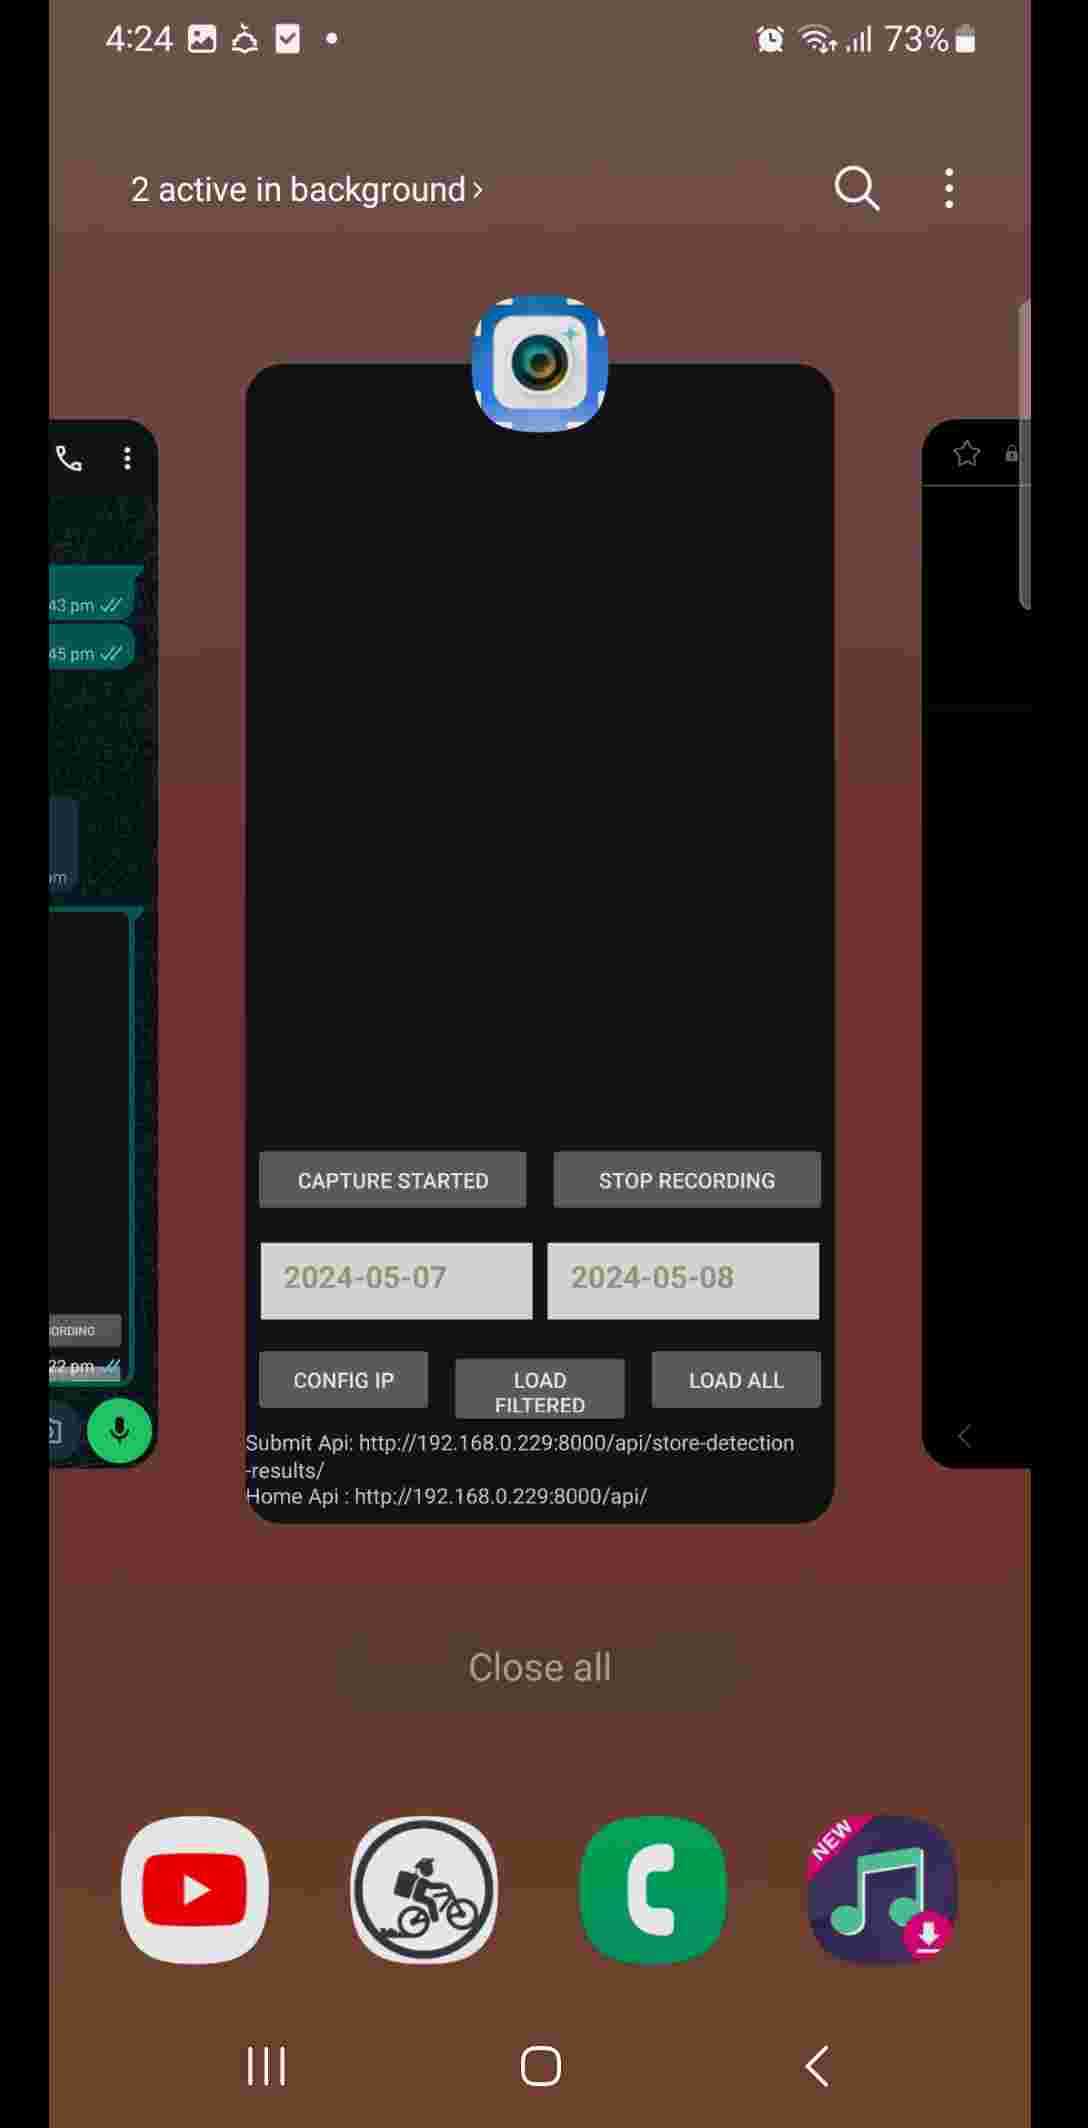 4:24
73%
2 active in background
43 pm
45 pm
om
CAPTURE STARTED
STOP RECORDING
2024-05-07
2024-05-08
ORDING
22 pm
CONFIG IP
LOAD
FILTERED
LOAD ALL
Submit Api: http://192.168.0.229:8000/api/store-detection
-results/
Home Api : http://192.168.0.229:8000/api/
Close all
NEW